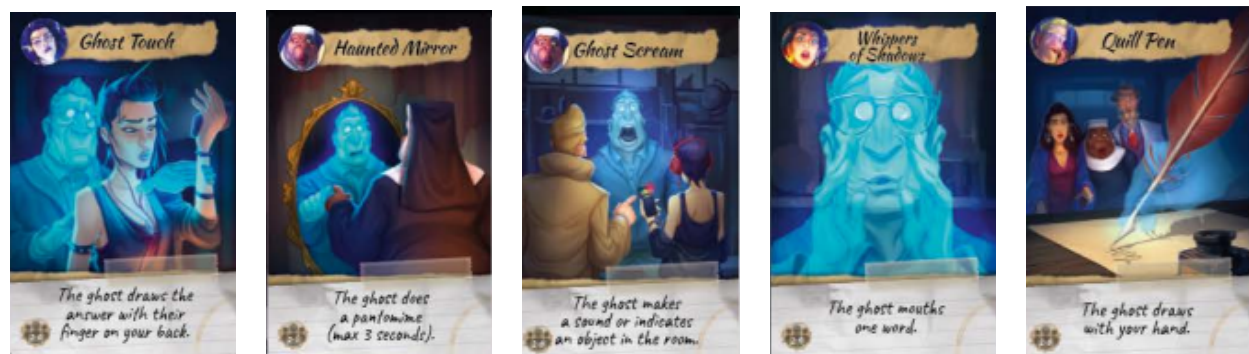 Ghost Touch
The ghost draws the
answer with their
finger on your back.
Haunted Mirror
The ghost does
a pantomime
(max 3 seconds).
Ghost Scream
The ghost makes
a sound or indicates
an object in the room.
Whispers
of Shadows
The ghost mouths
one word.
Quill Pen
The ghost draws
with your hand.